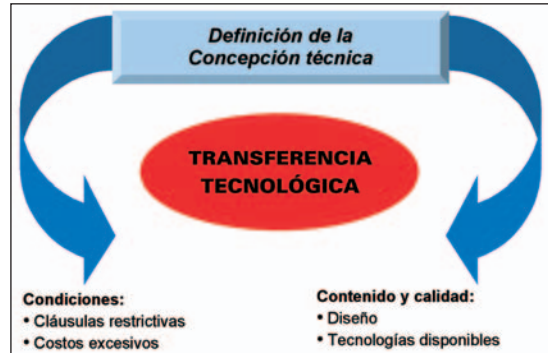 Definición de la
Concepción técnica
TRANSFERENCIA
TECNOLÓGICA
Condiciones:
• Cláusulas restrictivas
• Costos excesivos
Contenido y calidad:
• Diseño
• Tecnologías disponibles